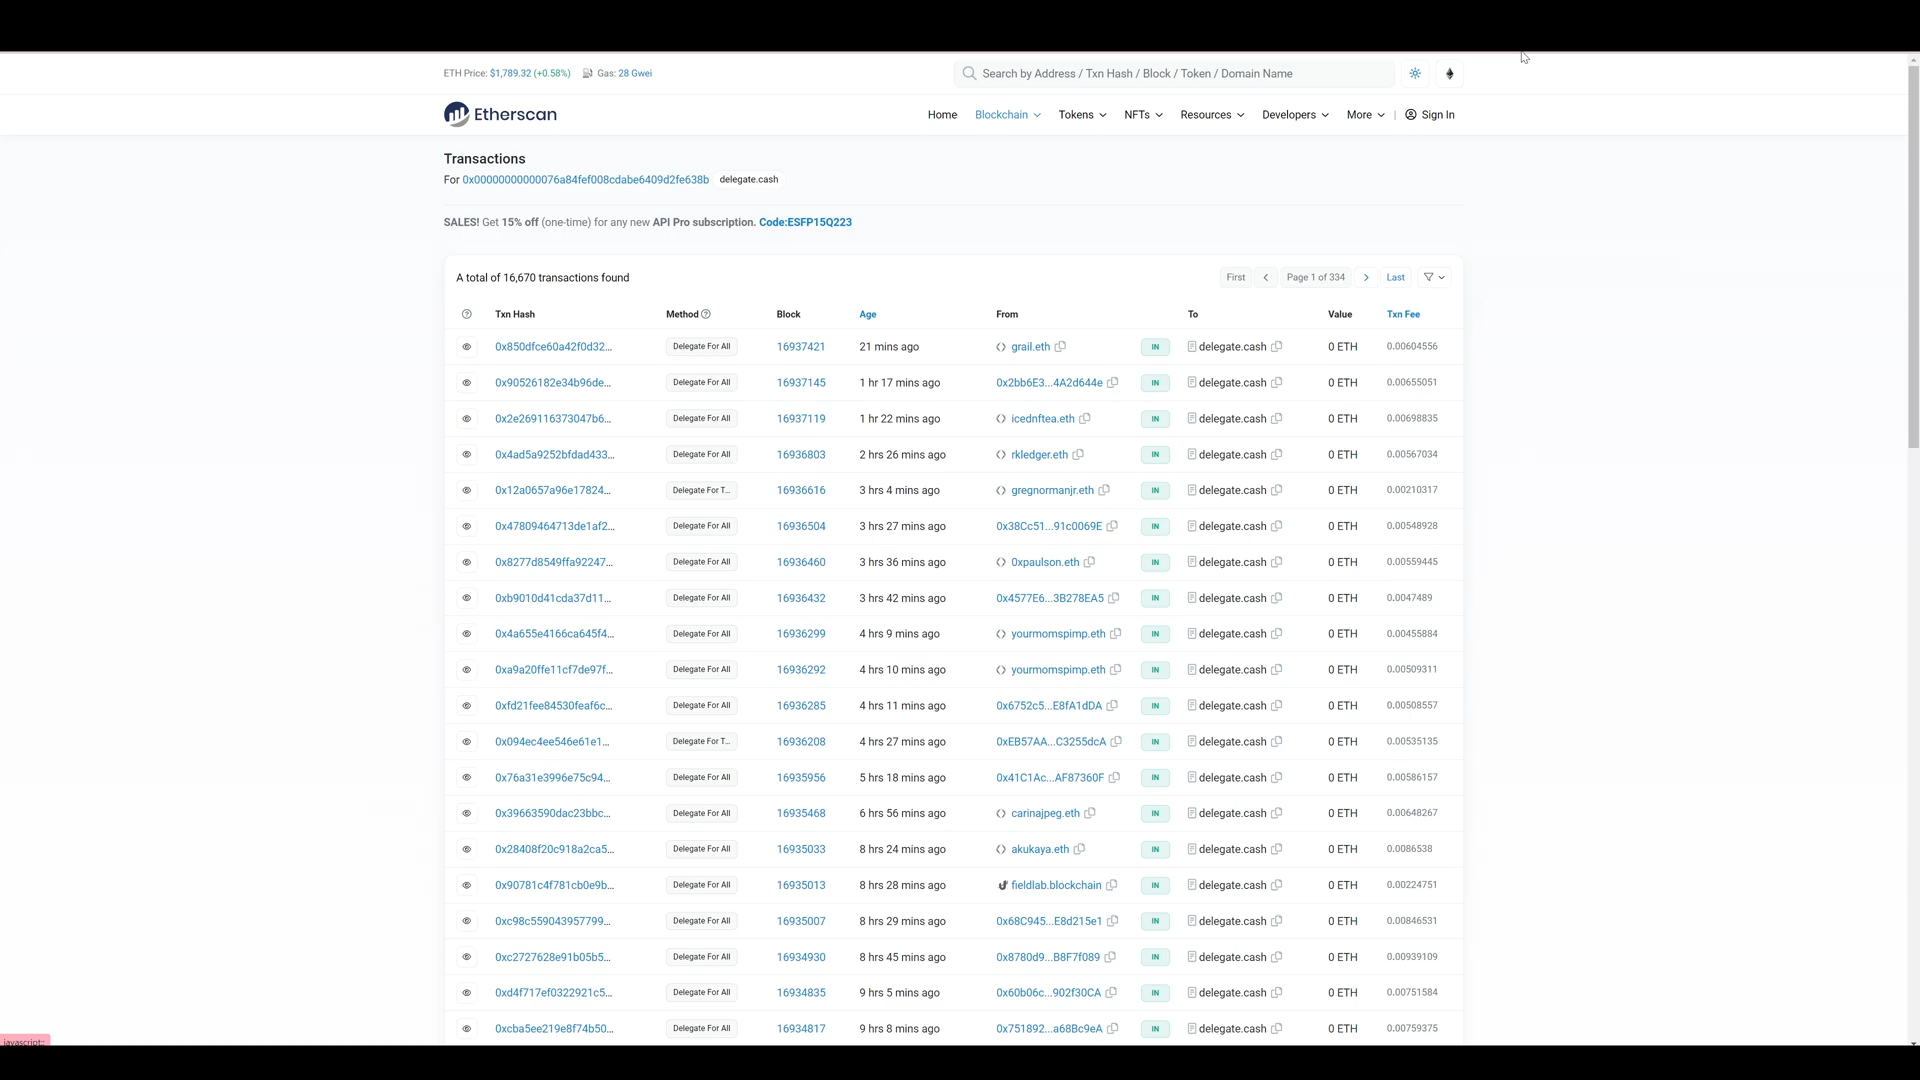 ETH Price: $1,789.32 (+0.58%) Gas: 28 Gwei Search by Address / Txn Hash / Block / Token / Domain Name
Etherscan Home Blockchain Tokens NFTs Resources Developers More | Sign In
Transactions
For 0x00000000000076a84fef008cdabe6409d2fe638b delegate.cash
SALES! Get 15% off (one-time) for any new API Pro subscription. Code:ESFP15Q223
A total of 16,670 transactions found First Page 1 of 334 Last
Txn Hash Method Block Age From To Value Txn Fee
0x850dfce60a42f0d32... Delegate For All 16937421 21 mins ago grail.eth IN delegate.cash 0 ETH 0.00604556
0x90526182e34b96de... Delegate For All 16937145 1 hr 17 mins ago 0x2bb6E3...4A2d644e IN delegate.cash 0 ETH 0.00655051
0x2e269116373047b6... Delegate For All 16937119 1 hr 22 mins ago icednftea.eth IN delegate.cash 0 ETH 0.00698835
0x4ad5a9252bfdad433... Delegate For All 16936803 2 hrs 26 mins ago rkledger.eth IN delegate.cash 0 ETH 0.00567034
0x12a0657a96e17824... Delegate For T... 16936616 3 hrs 4 mins ago gregnormanjr.eth IN delegate.cash 0 ETH 0.00210317
0x47809464713de1af2... Delegate For All 16936504 3 hrs 27 mins ago 0x38Cc51...91c0069E IN delegate.cash 0 ETH 0.00548928
0x8277d8549ffa92247... Delegate For All 16936460 3 hrs 36 mins ago 0xpaulson.eth IN delegate.cash 0 ETH 0.00559445
0xb9010d41cda37d11... Delegate For All 16936432 3 hrs 42 mins ago 0x4577E6...3B278EA5 IN delegate.cash 0 ETH 0.0047489
0x4a655e4166ca645f4... Delegate For All 16936299 4 hrs 9 mins ago yourmomspimp.eth IN delegate.cash 0 ETH 0.00455884
0xa9a20ffe11cf7de97f... Delegate For All 16936292 4 hrs 10 mins ago yourmomspimp.eth IN delegate.cash 0 ETH 0.00509311
0xfd21fee84530feaf6c... Delegate For All 16936285 4 hrs 11 mins ago 0x6752c5...E8fA1dDA IN delegate.cash 0 ETH 0.00508557
0x094ec4ee546e61e1... Delegate For T... 16936208 4 hrs 27 mins ago 0xEB57AA...C3255dcA IN delegate.cash 0 ETH 0.00535135
0x76a31e3996e75c94... Delegate For All 16935956 5 hrs 18 mins ago 0x41C1Ac...AF87360F IN delegate.cash 0 ETH 0.00586157
0x39663590dac23bbc... Delegate For All 16935468 6 hrs 56 mins ago carinajpeg.eth IN delegate.cash 0 ETH 0.00648267
0x28408f20c918a2ca5... Delegate For All 16935033 8 hrs 24 mins ago akukaya.eth IN delegate.cash 0 ETH 0.0086538
0x90781c4f781cb0e9b... Delegate For All 16935013 8 hrs 28 mins ago fieldlab.blockchain IN delegate.cash 0 ETH 0.00224751
0xc98c559043957799... Delegate For All 16935007 8 hrs 29 mins ago 0x68C945...E8d215e1 IN delegate.cash 0 ETH 0.00846531
0xc2727628e91b05b5... Delegate For All 16934930 8 hrs 45 mins ago 0x8780d9...B8F7f089 IN delegate.cash 0 ETH 0.00939109
0xd4f717ef0322921c5... Delegate For All 16934835 9 hrs 5 mins ago 0x60b06c...902f30CA IN delegate.cash 0 ETH 0.00751584
0xcba5ee219e8f74b50... Delegate For All 16934817 9 hrs 8 mins ago 0x751892...a68Bc9eA IN delegate.cash 0 ETH 0.00759375
javascript:;